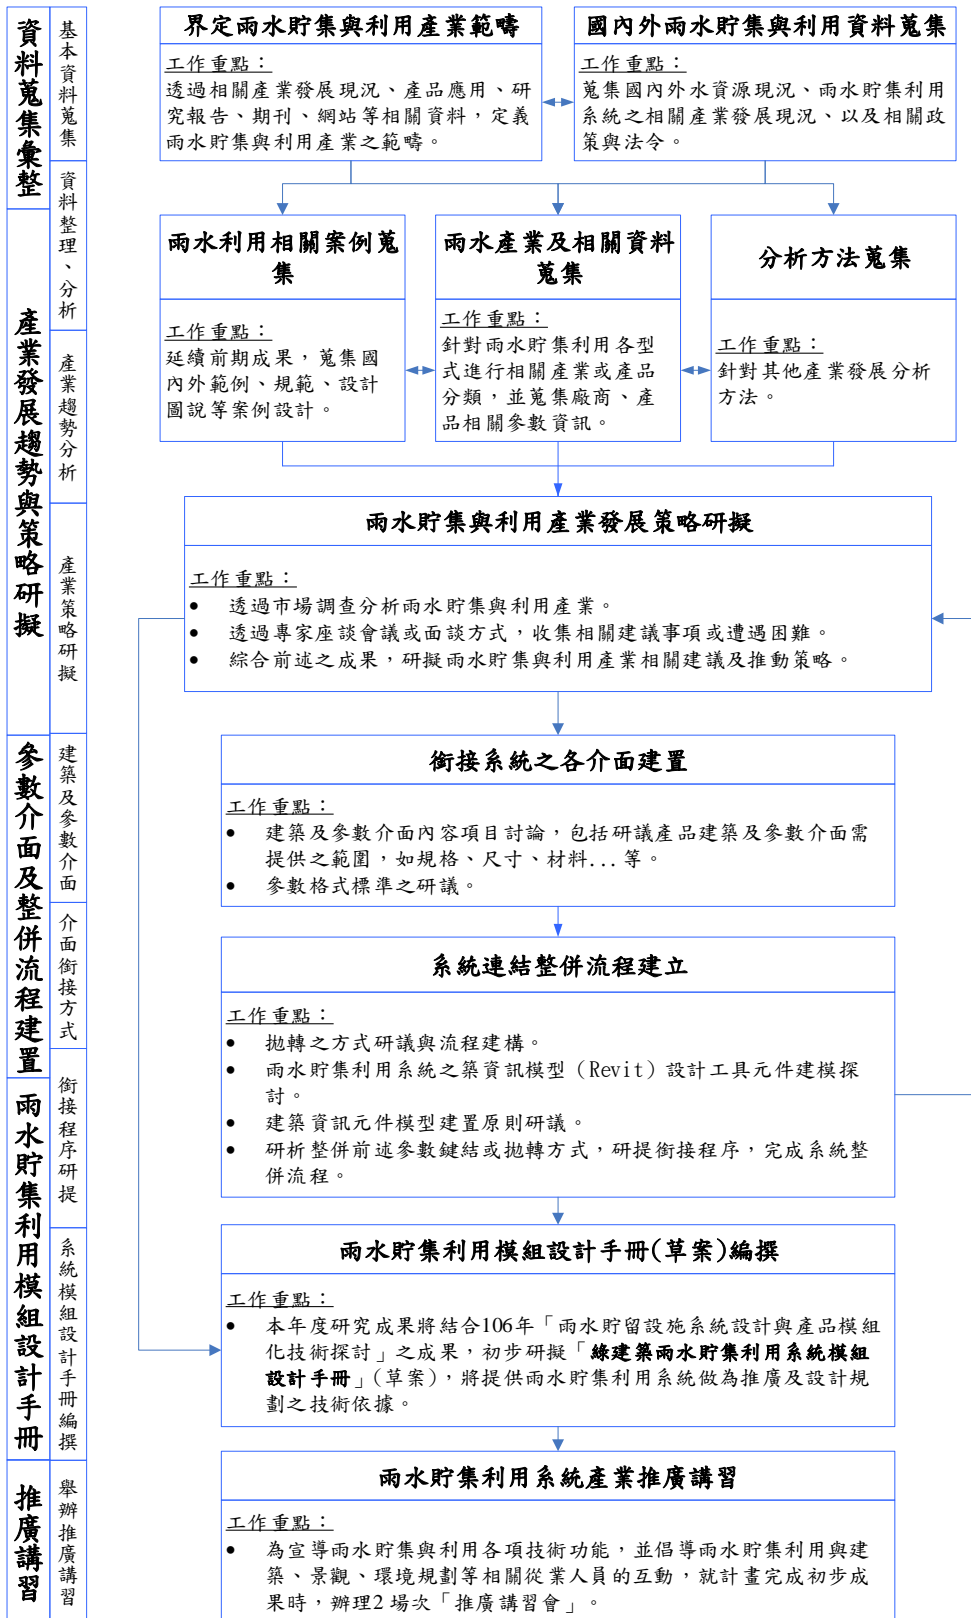 資料蒐集彙整
基本資料蒐集
資料整理、分析
產業發展趨勢與策略研擬
產業趨勢分析
產業策略研擬
參數介面及整併流程建置
建築及參數介面
介面銜接方式
銜接程序研提
雨水貯集利用模組設計手冊
系統模組設計手冊編撰
推廣講習
舉辦推廣講習
界定雨水貯集與利用產業範疇
工作重點：
透過相關產業發展現況、產品應用、研
究報告、期刊、網站等相關資料，定義
雨水貯集與利用產業之範疇。
國內外雨水貯集與利用資料蒐集
工作重點：
蒐集國內外水資源現況、雨水貯集利用
系統之相關產業發展現況、以及相關政
策與法令。
雨水利用相關案例蒐
集
工作重點：
延續前期成果，蒐集國
內外範例、規範、設計
圖說等案例設計。
雨水產業及相關資料
蒐集
工作重點：
針對雨水貯集利用各型
式進行相關產業或產品
分類，並蒐集廠商、產
品相關參數資訊。
分析方法蒐集
工作重點：
針對其他產業發展分析
方法。
雨水貯集與利用產業發展策略研擬
工作重點：
• 透過市場調查分析雨水貯集與利用產業。
• 透過專家座談會議或面談方式，收集相關建議事項或遭遇困難。
• 綜合前述之成果，研擬雨水貯集與利用產業相關建議及推動策略。
銜接系統之各介面建置
工作重點：
• 建築及參數介面內容項目討論，包括研議產品建築及參數介面需
提供之範圍，如規格、尺寸、材料...等。
• 參數格式標準之研議。
系統連結整併流程建立
工作重點：
• 拋轉之方式研議與流程建構。
• 雨水貯集利用系統之築資訊模型（Revit）設計工具元件建模探
討。
• 建築資訊元件模型建置原則研議。
• 研析整併前述參數鍵結或拋轉方式，研提銜接程序，完成系統整
併流程。
雨水貯集利用模組設計手冊(草案)編撰
工作重點：
• 本年度研究成果將結合106年「雨水貯留設施系統設計與產品模組
化技術探討」之成果，初步研擬「綠建築雨水貯集利用系統模組
設計手冊」(草案)，將提供雨水貯集利用系統做為推廣及設計規
劃之技術依據。
雨水貯集利用系統產業推廣講習
工作重點：
• 為宣導雨水貯集與利用各項技術功能，並倡導雨水貯集利用與建
築、景觀、環境規劃等相關從業人員的互動，就計畫完成初步成
果時，辦理2 場次「推廣講習會」。